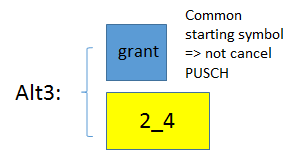 Alt3:
grant
Common
starting symbol
=> not cancel
PUSCH
2_4